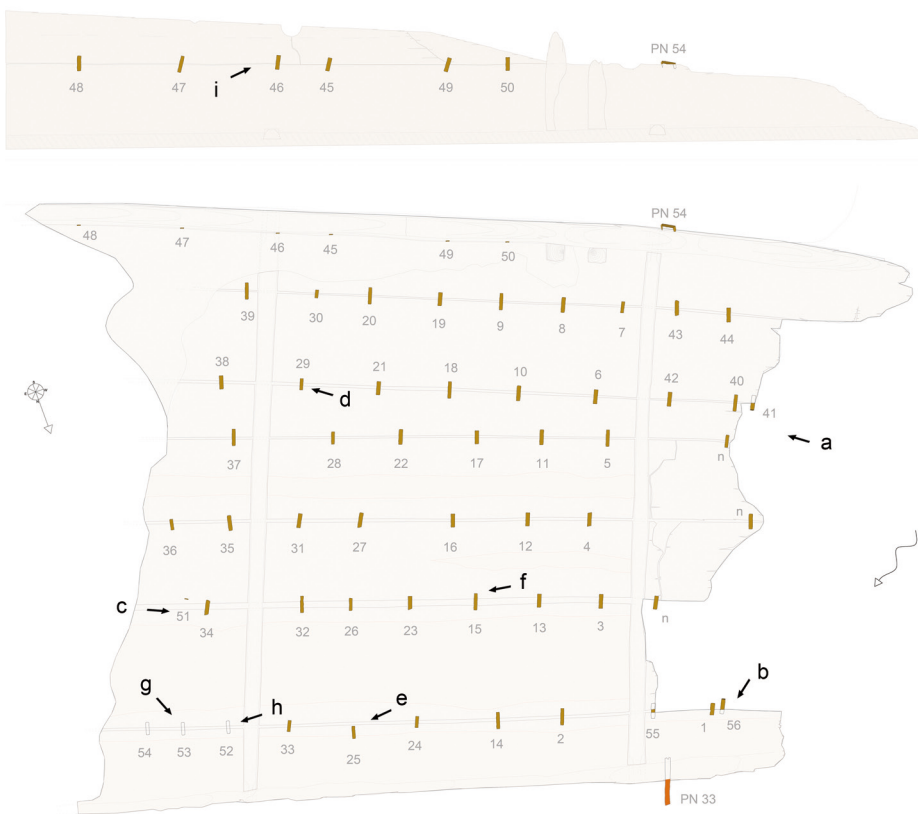 PN 54
i
48 47 46 45 49 50
PN 54
48 47 46 45 49 50
39 30 20 19 9 8 7 43 44
38 29 21 18 10 6 42 40
d
41
a
37 28 22 17 11 5 n
n
36 35 31 27 16 12 4
f
c 51
34 32 26 23 15 13 3 n
b
g h e
54 53 52 33 25 24 14 2 55 1 56
PN 33